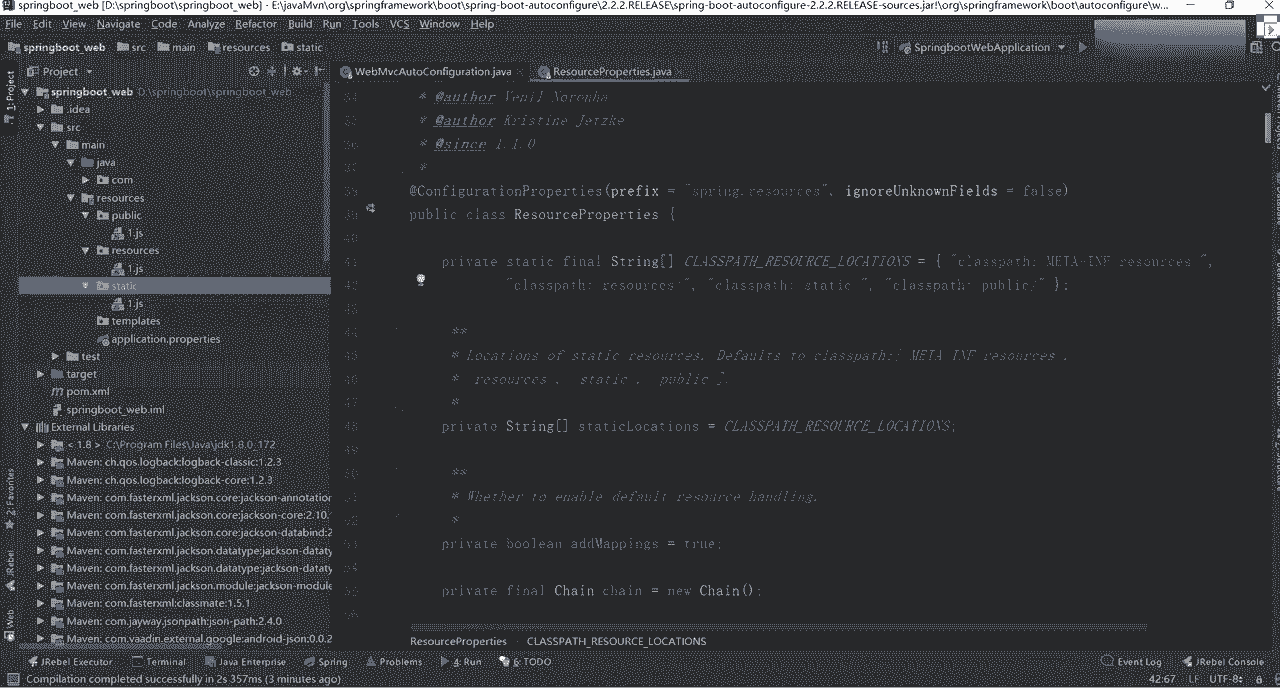 springboot_web [D:\springboot\springboot_web] - E:\javaMvn\org\springframework\boot\spring-boot-autoconfigure\2.2.2.RELEASE\spring-boot-autoconfigure-2.2.2.RELEASE-sources.jar!\org\springframework\boot\autoconfigure\w...
File Edit View Navigate Code Analyze Refactor Build Run Tools VCS Window Help
springboot_web src main resources static
SpringbootWebApplication
Project
WebMvcAutoConfiguration.java
ResourceProperties.java
1: Project
springboot_web D:\springboot\springboot_web
.idea
src
main
java
com
resources
public
1.js
resources
1.js
static
1.js
templates
application.properties
test
target
pom.xml
springboot_web.iml
External Libraries
< 1.8 > C:\Program Files\Java\jdk1.8.0_172
Maven: ch.qos.logback:logback-classic:1.2.3
Maven: ch.qos.logback:logback-core:1.2.3
Maven: com.fasterxml.jackson.core:jackson-annotation
Maven: com.fasterxml.jackson.core:jackson-core:2.10.
Maven: com.fasterxml.jackson.core:jackson-databind:2
Maven: com.fasterxml.jackson.datatype:jackson-dataty
Maven: com.fasterxml.jackson.datatype:jackson-dataty
Maven: com.fasterxml.jackson.module:jackson-module
Maven: com.fasterxml:classmate:1.5.1
Maven: com.jayway.jsonpath:json-path:2.4.0
Maven: com.vaadin.external.google:android-json:0.0.2
2: Favorites
JRebel
Web
* @author Venil Noronha
* @author Kristine Jetzke
* @since 1.1.0
*
@ConfigurationProperties(prefix = "spring.resources", ignoreUnknownFields = false)
public class ResourceProperties {
private static final String[] CLASSPATH_RESOURCE_LOCATIONS = { "classpath: META-INF resources ",
"classpath: resources ", "classpath: static ", "classpath: public/" };
**
* Locations of static resources. Defaults to classpath:[ META INF resources ,
* resources , static , public ].
*
private String[] staticLocations = CLASSPATH_RESOURCE_LOCATIONS;
**
* Whether to enable default resource handling.
*
private boolean addMappings = true;
private final Chain chain = new Chain();
ResourceProperties CLASSPATH_RESOURCE_LOCATIONS
JRebel Executor Terminal Java Enterprise Spring Problems 4: Run 6: TODO Event Log JRebel Console
Compilation completed successfully in 2s 357ms (3 minutes ago) 42:67 LF UTF-8